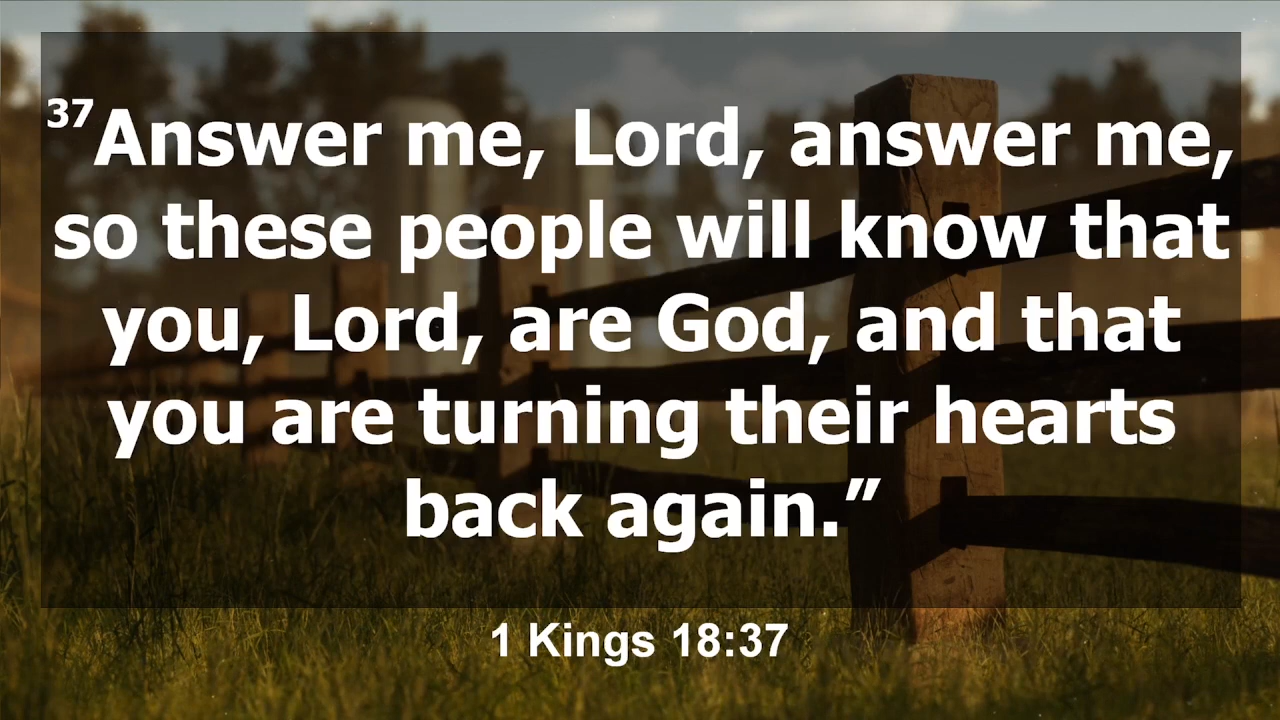 37Answer me, Lord, answer me,
so these people will know that
you, Lord, are God, and that
you are turning their hearts
back again.”
1 Kings 18:37